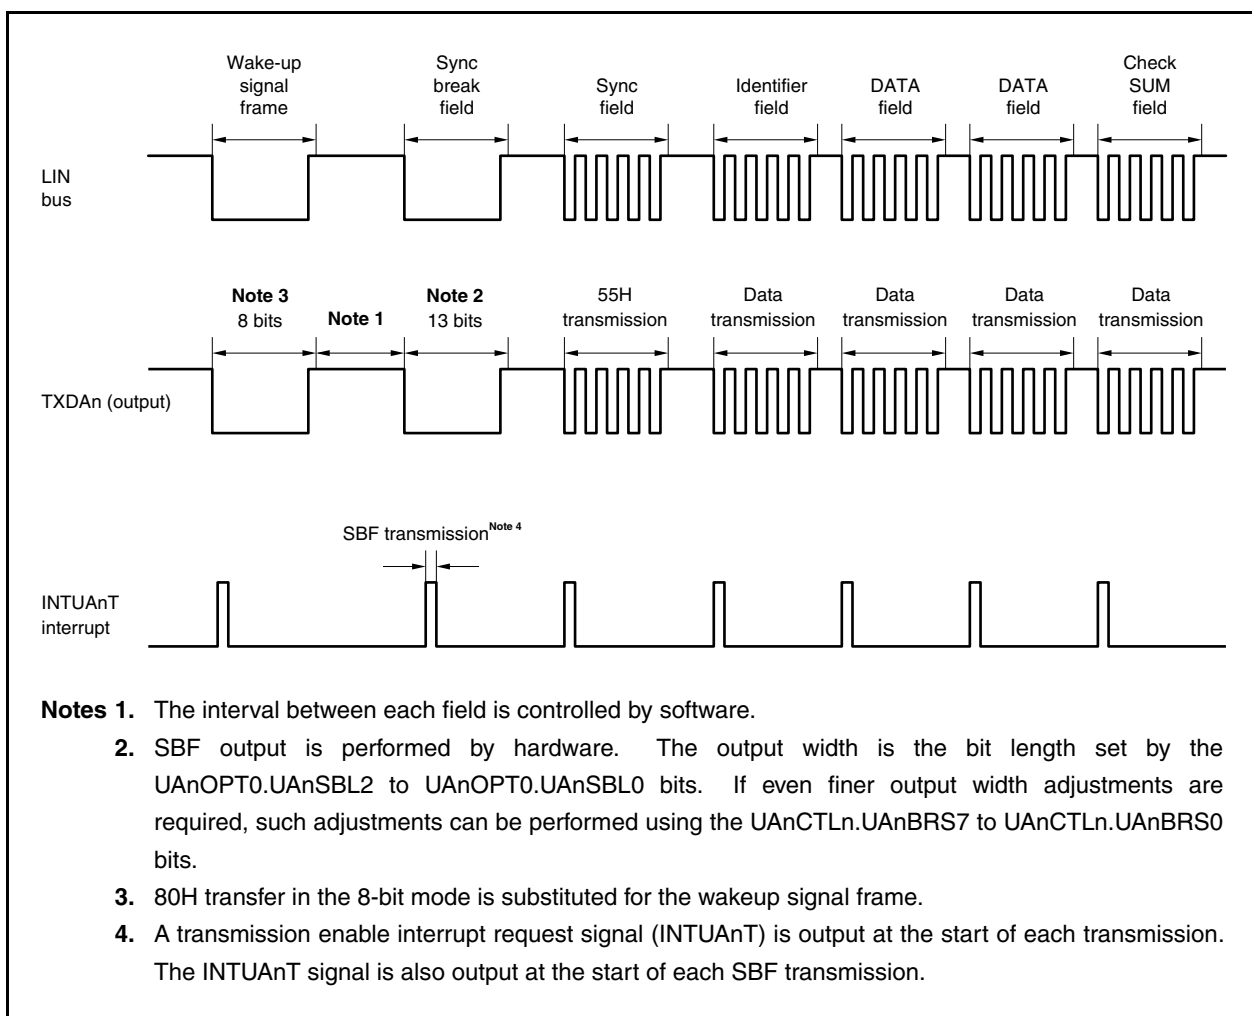 Wake-up
signal
frame
Sync
break
field
Sync
field
Identifier
field
DATA
field
DATA
field
Check
SUM
field
LIN
bus
Note 3
8 bits
Note 1
Note 2
13 bits
55H
transmission
Data
transmission
Data
transmission
Data
transmission
Data
transmission
TXDAn (output)
SBF transmission Note 4
INTUAnT
interrupt
Notes 1. The interval between each field is controlled by software.
2. SBF output is performed by hardware. The output width is the bit length set by the
UAnOPT0.UAnSBL2 to UAnOPT0.UAnSBL0 bits. If even finer output width adjustments are
required, such adjustments can be performed using the UAnCTLn.UAnBRS7 to UAnCTLn.UAnBRS0
bits.
3. 80H transfer in the 8-bit mode is substituted for the wakeup signal frame.
4. A transmission enable interrupt request signal (INTUAnT) is output at the start of each transmission.
The INTUAnT signal is also output at the start of each SBF transmission.